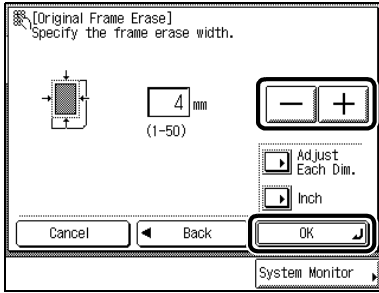 [Original Frame Erase]
Specify the frame erase width.
4 mm
(1-50)
− +
Adjust
Each Dim.
Inch
Cancel
◄ Back
OK
System Monitor